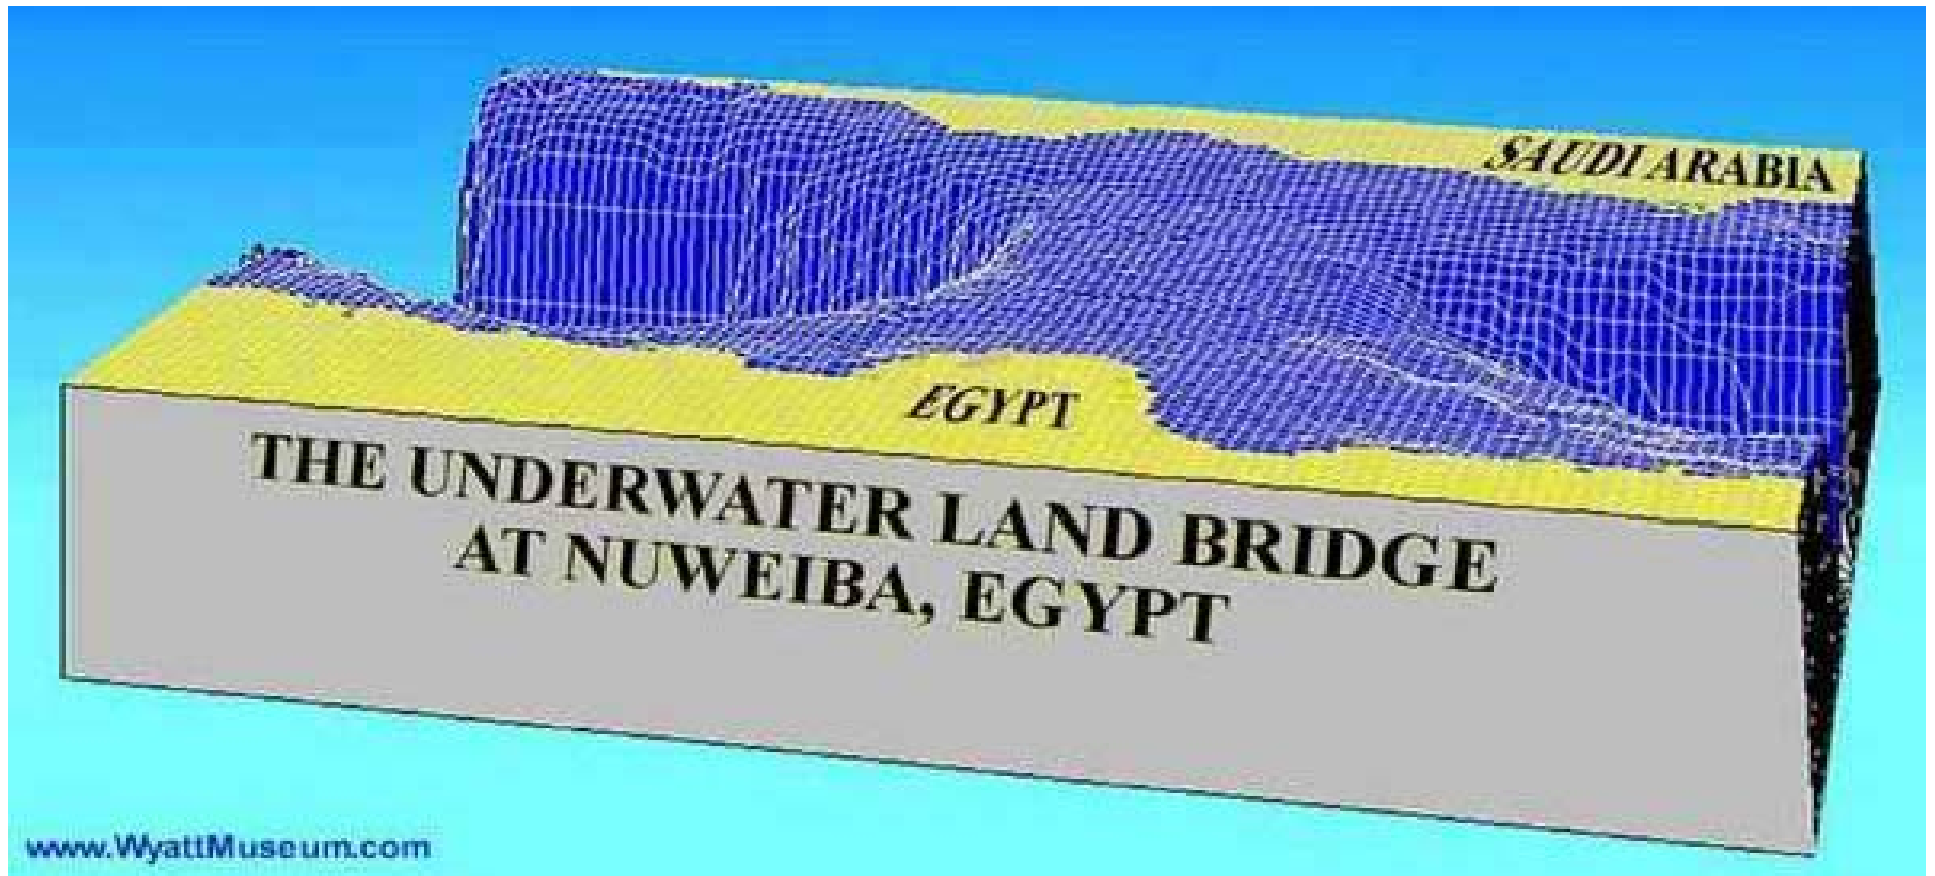 SAUDI ARABIA
EGYPT
THE UNDERWATER LAND BRIDGE
AT NUWEIBA, EGYPT
www.WyattMuseum.com